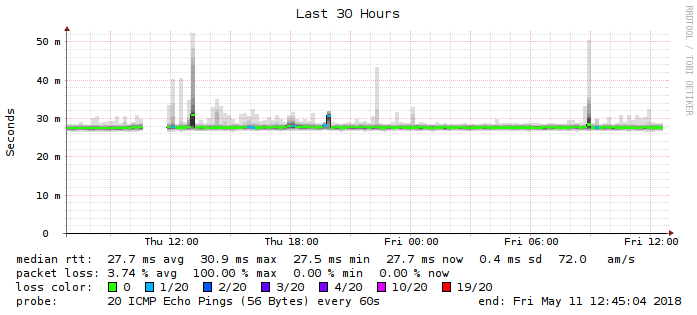 Last 30 Hours
RRDTOOL / TOBI OETIKER
Seconds
50 m
40 m
30 m
20 m
10 m
0
Thu 12:00 Thu 18:00 Fri 00:00 Fri 06:00 Fri 12:00
median rtt: 27.7 ms avg 30.9 ms max 27.5 ms min 27.7 ms now 0.4 ms sd 72.0 am/s
packet loss: 3.74 % avg 100.00 % max 0.00 % min 0.00 % now
loss color: 0 1/20 2/20 3/20 4/20 10/20 19/20
probe: 20 ICMP Echo Pings (56 Bytes) every 60s end: Fri May 11 12:45:04 2018